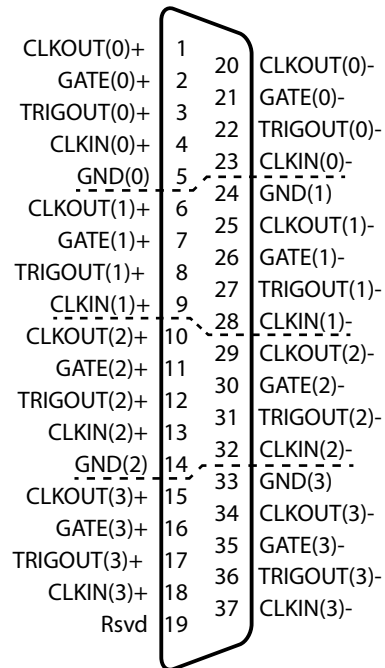 CLKOUT(0)+ 1
GATE(0)+ 2
TRIGOUT(0)+ 3
CLKIN(0)+ 4
GND(0) 5
CLKOUT(1)+ 6
GATE(1)+ 7
TRIGOUT(1)+ 8
CLKIN(1)+ 9
CLKOUT(2)+ 10
GATE(2)+ 11
TRIGOUT(2)+ 12
CLKIN(2)+ 13
GND(2) 14
CLKOUT(3)+ 15
GATE(3)+ 16
TRIGOUT(3)+ 17
CLKIN(3)+ 18
Rsvd 19
20 CLKOUT(0)-
21 GATE(0)-
22 TRIGOUT(0)-
23 CLKIN(0)-
24 GND(1)
25 CLKOUT(1)-
26 GATE(1)-
27 TRIGOUT(1)-
28 CLKIN(1)-
29 CLKOUT(2)-
30 GATE(2)-
31 TRIGOUT(2)-
32 CLKIN(2)-
33 GND(3)
34 CLKOUT(3)-
35 GATE(3)-
36 TRIGOUT(3)-
37 CLKIN(3)-